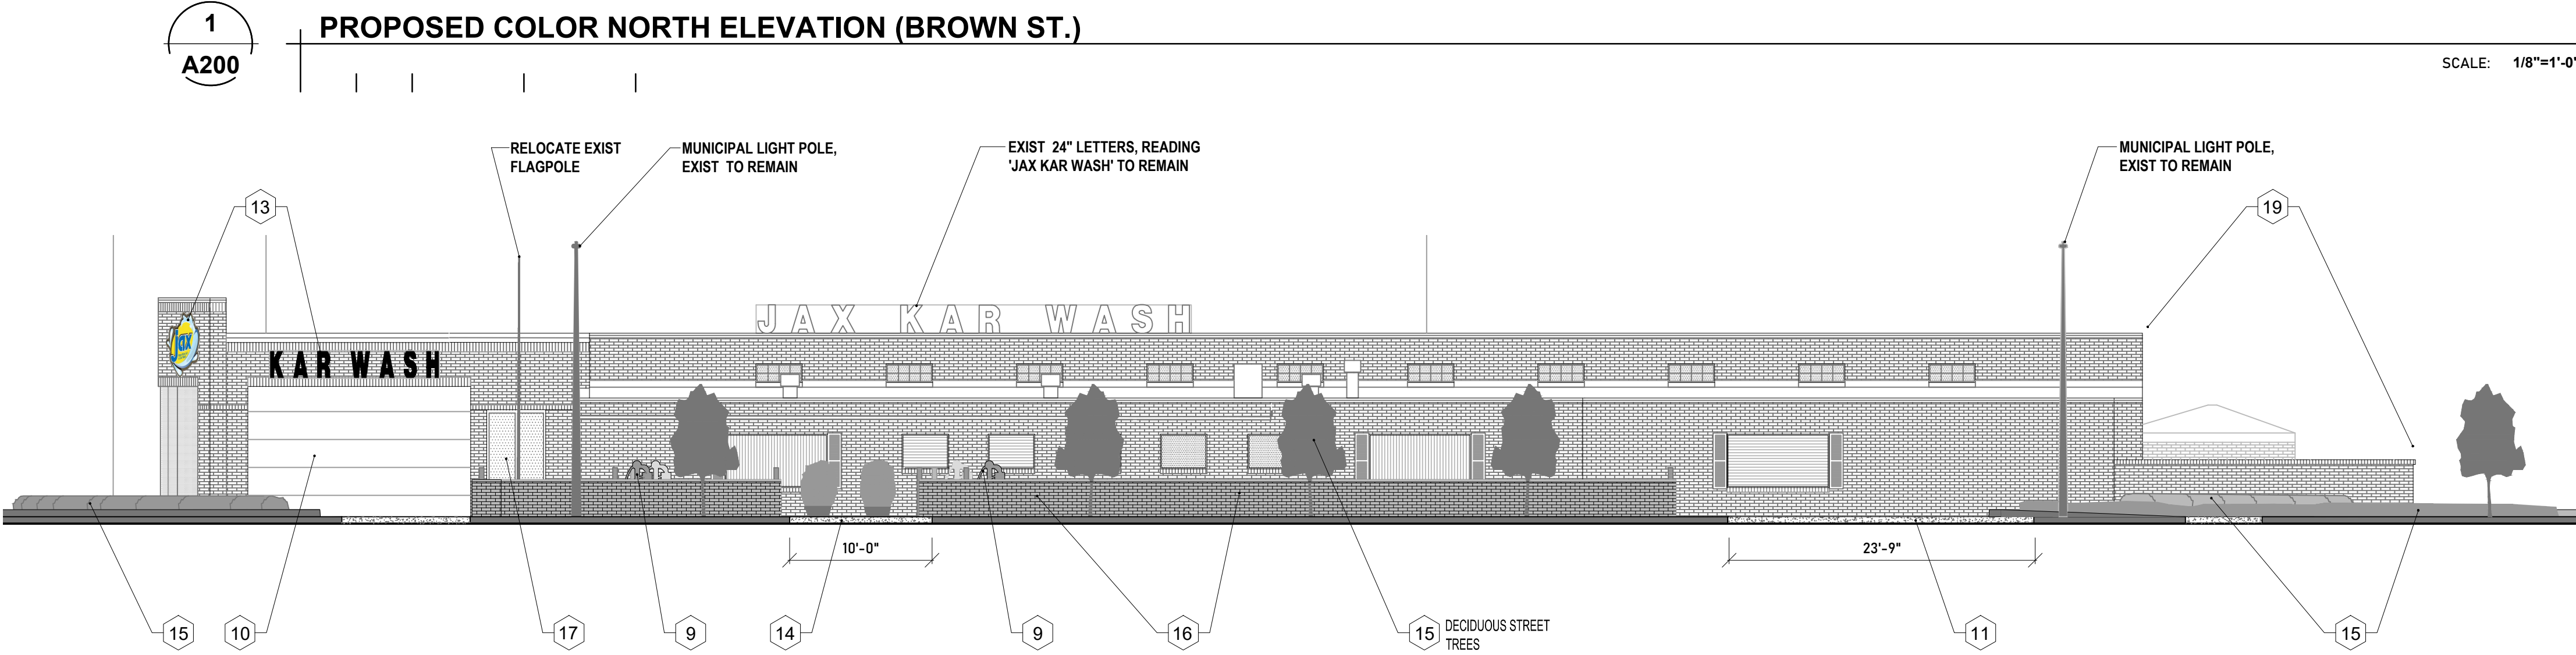 1
A200
PROPOSED COLOR NORTH ELEVATION (BROWN ST.)
SCALE: 1/8"=1'-0"
RELOCATE EXIST
FLAGPOLE
MUNICIPAL LIGHT POLE,
EXIST TO REMAIN
EXIST 24" LETTERS, READING
'JAX KAR WASH' TO REMAIN
MUNICIPAL LIGHT POLE,
EXIST TO REMAIN
13
19
JAX KAR WASH
jax
KAR WASH
10'-0"
23'-9"
15
10
17
9
14
9
16
15 DECIDUOUS STREET
TREES
11
15